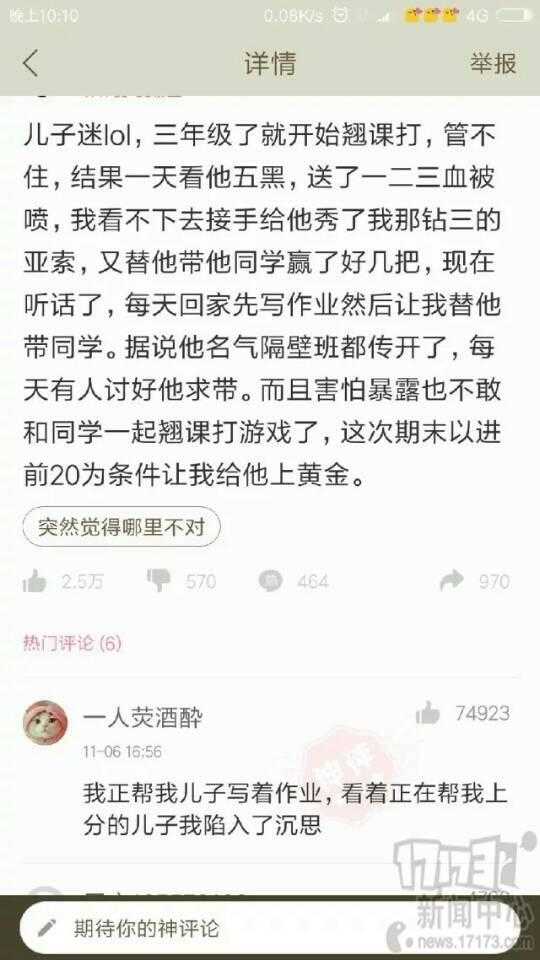 晚上10:10
0.08K/s
4G
详情
举报
儿子迷lol，三年级了就开始翘课打，管不
住，结果一天看他五黑，送了一二三血被
喷，我看不下去接手给他秀了我那钻三的
亚索，又替他带他同学赢了好几把，现在
听话了，每天回家先写作业然后让我替他
带同学。据说他名气隔壁班都传开了，每
天有人讨好他求带。而且害怕暴露也不敢
和同学一起翘课打游戏了，这次期末以进
前20为条件让我给他上黄金。
突然觉得哪里不对
2.5万
570
464
970
热门评论 (6)
一人荧酒酔
74923
11-06 16:56
神评
我正帮我儿子写着作业，看着正在帮我上
分的儿子我陷入了沉思
期待你的神评论
17173
新闻中心
news.17173.com